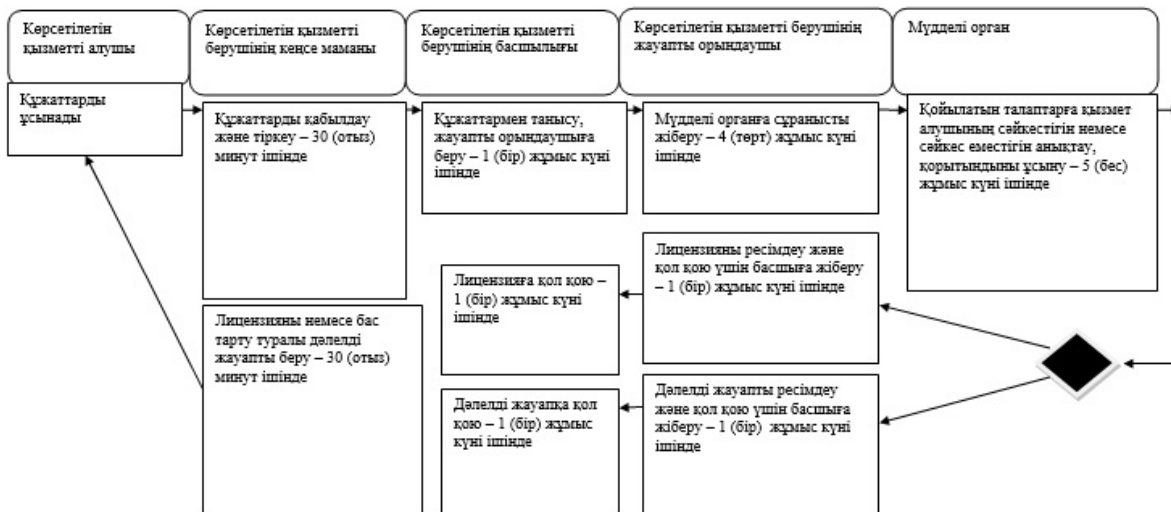 Көрсетілетін
қызметті алушы
Көрсетілетін қызметті
берушінің кеңсе маманы
Көрсетілетін қызметті
берушінің басшылығы
Көрсетілетін қызметті берушінің
жауапты орындаушы
Мүдделі орган
Құжаттарды
ұсынады
Құжаттарды қабылдау
және тіркеу – 30 (отыз)
минут ішінде
Құжаттармен танысу,
жауапты орындаушыға
беру – 1 (бір) жұмыс күні
ішінде
Мүдделі органға сұранысты
жіберу – 4 (төрт) жұмыс күні
ішінде
Қойылатын талаптарға қызмет
алушының сәйкестігін немесе
сәйкес еместігін анықтау,
қорытындыны ұсыну – 5 (бес)
жұмыс күні ішінде
Лицензияны ресімдеу және
қол қою үшін басшыға жіберу
– 1 (бір) жұмыс күні ішінде
Лицензияға қол қою –
1 (бір) жұмыс күні
ішінде
Лицензияны немесе бас
тарту туралы дәлелді
жауапты беру – 30 (отыз)
минут ішінде
Дәлелді жауапты ресімдеу
және қол қою үшін басшыға
жіберу – 1 (бір) жұмыс күні
ішінде
Дәлелді жауапқа қол
қою – 1 (бір) жұмыс
күні ішінде